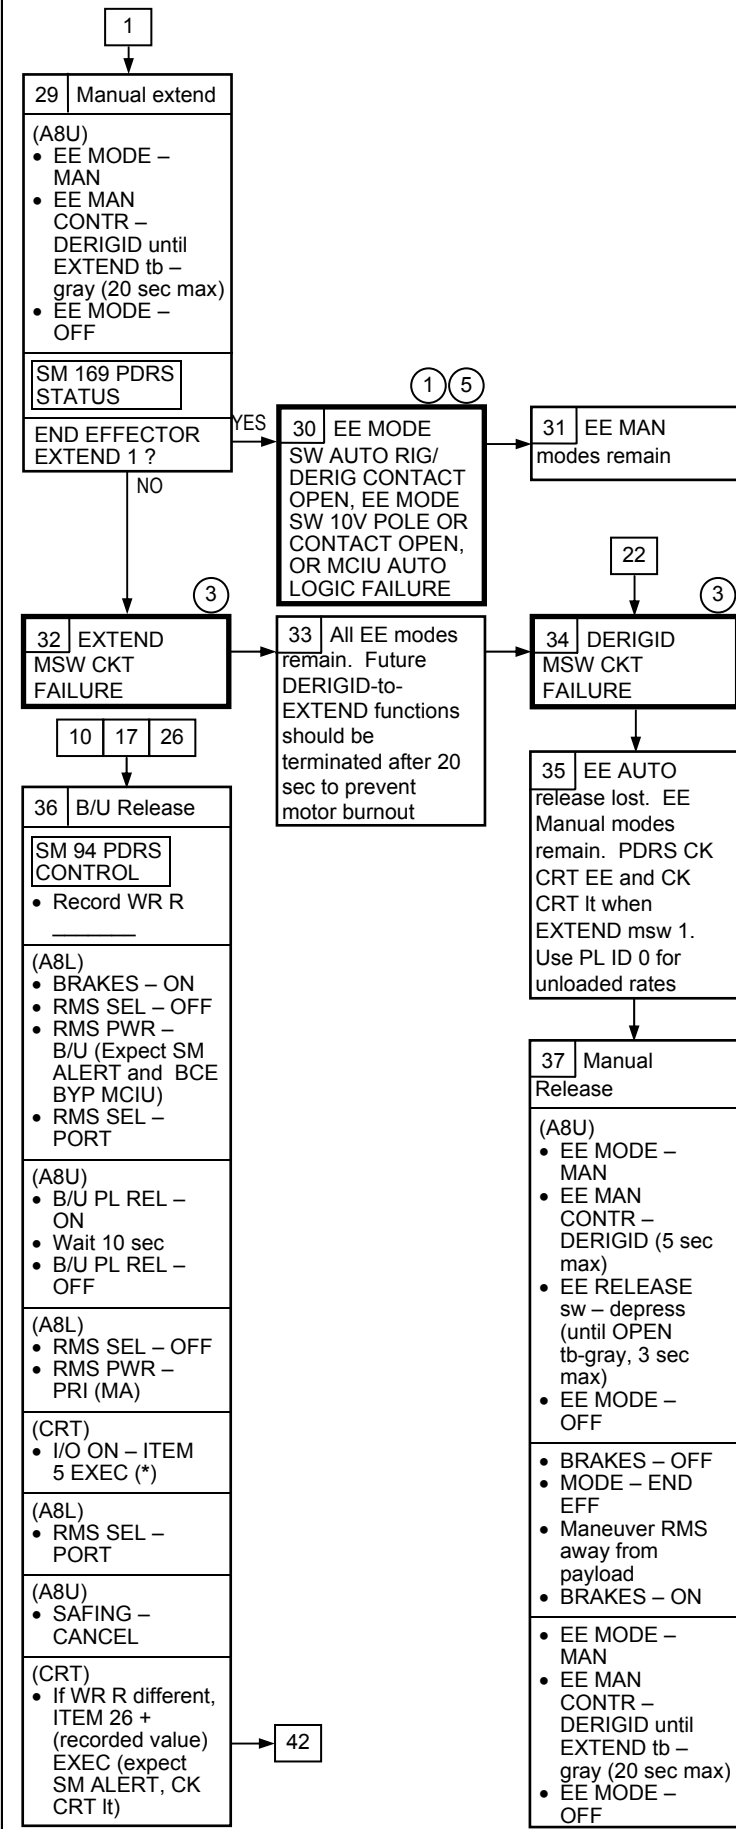 1
29 Manual extend
(A8U)
• EE MODE –
MAN
• EE MAN
CONTR –
DERIGID until
EXTEND tb –
gray (20 sec max)
• EE MODE –
OFF
SM 169 PDRS
STATUS
END EFFECTOR
EXTEND 1 ?
YES
NO
1 5
30 EE MODE
SW AUTO RIG/
DERIG CONTACT
OPEN, EE MODE
SW 10V POLE OR
CONTACT OPEN,
OR MCIU AUTO
LOGIC FAILURE
31 EE MAN
modes remain
3
32 EXTEND
MSW CKT
FAILURE
33 All EE modes
remain. Future
DERIGID-to-
EXTEND functions
should be
terminated after 20
sec to prevent
motor burnout
22
3
34 DERIGID
MSW CKT
FAILURE
35 EE AUTO
release lost. EE
Manual modes
remain. PDRS CK
CRT EE and CK
CRT lt when
EXTEND msw 1.
Use PL ID 0 for
unloaded rates
10 17 26
36 B/U Release
SM 94 PDRS
CONTROL
• Record WR R
_______
(A8L)
• BRAKES – ON
• RMS SEL – OFF
• RMS PWR –
B/U (Expect SM
ALERT and BCE
BYP MCIU)
• RMS SEL –
PORT
(A8U)
• B/U PL REL –
ON
• Wait 10 sec
• B/U PL REL –
OFF
(A8L)
• RMS SEL – OFF
• RMS PWR –
PRI (MA)
(CRT)
• I/O ON – ITEM
5 EXEC (*)
(A8L)
• RMS SEL –
PORT
(A8U)
• SAFING –
CANCEL
(CRT)
• If WR R different,
ITEM 26 +
(recorded value)
EXEC (expect
SM ALERT, CK
CRT lt)
42
37 Manual
Release
(A8U)
• EE MODE –
MAN
• EE MAN
CONTR –
DERIGID (5 sec
max)
• EE RELEASE
sw – depress
(until OPEN
tb-gray, 3 sec
max)
• EE MODE –
OFF
• BRAKES – OFF
• MODE – END
EFF
• Maneuver RMS
away from
payload
• BRAKES – ON
• EE MODE –
MAN
• EE MAN
CONTR –
DERIGID until
EXTEND tb –
gray (20 sec max)
• EE MODE –
OFF